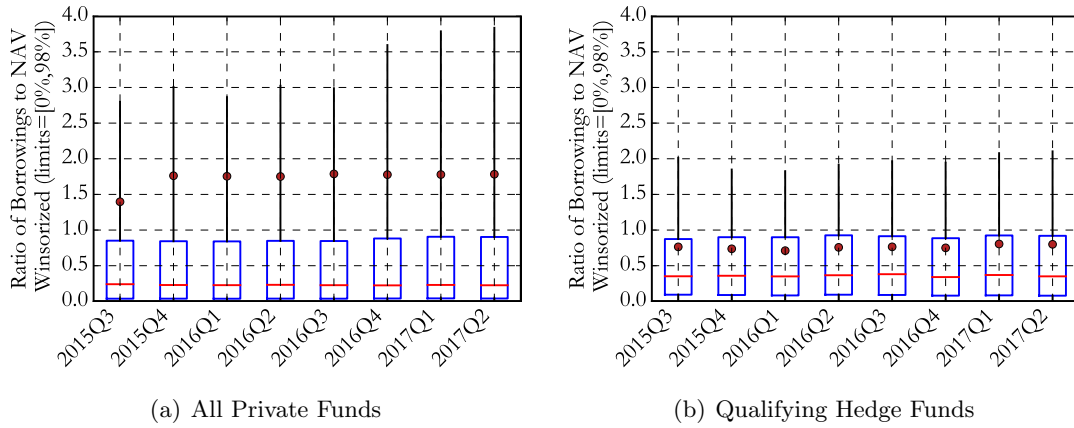 Ratio of Borrowings to NAV
Winsorized (limits=[0%,98%])
4.0
3.5
3.0
2.5
2.0
1.5
1.0
0.5
0.0
2015Q3
2015Q4
2016Q1
2016Q2
2016Q3
2016Q4
2017Q1
2017Q2
(a) All Private Funds
Ratio of Borrowings to NAV
Winsorized (limits=[0%,98%])
4.0
3.5
3.0
2.5
2.0
1.5
1.0
0.5
0.0
2015Q3
2015Q4
2016Q1
2016Q2
2016Q3
2016Q4
2017Q1
2017Q2
(b) Qualifying Hedge Funds